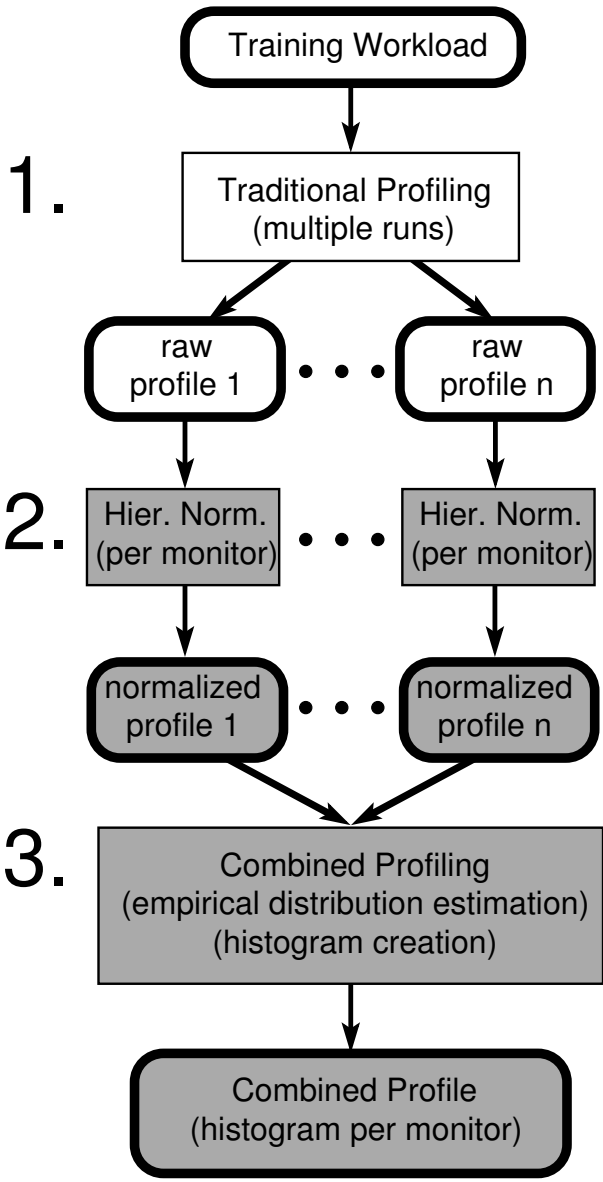 Training Workload
1.
Traditional Profiling
(multiple runs)
raw
profile 1
raw
profile n
2.
Hier. Norm.
(per monitor)
Hier. Norm.
(per monitor)
normalized
profile 1
normalized
profile n
3.
Combined Profiling
(empirical distribution estimation)
(histogram creation)
Combined Profile
(histogram per monitor)